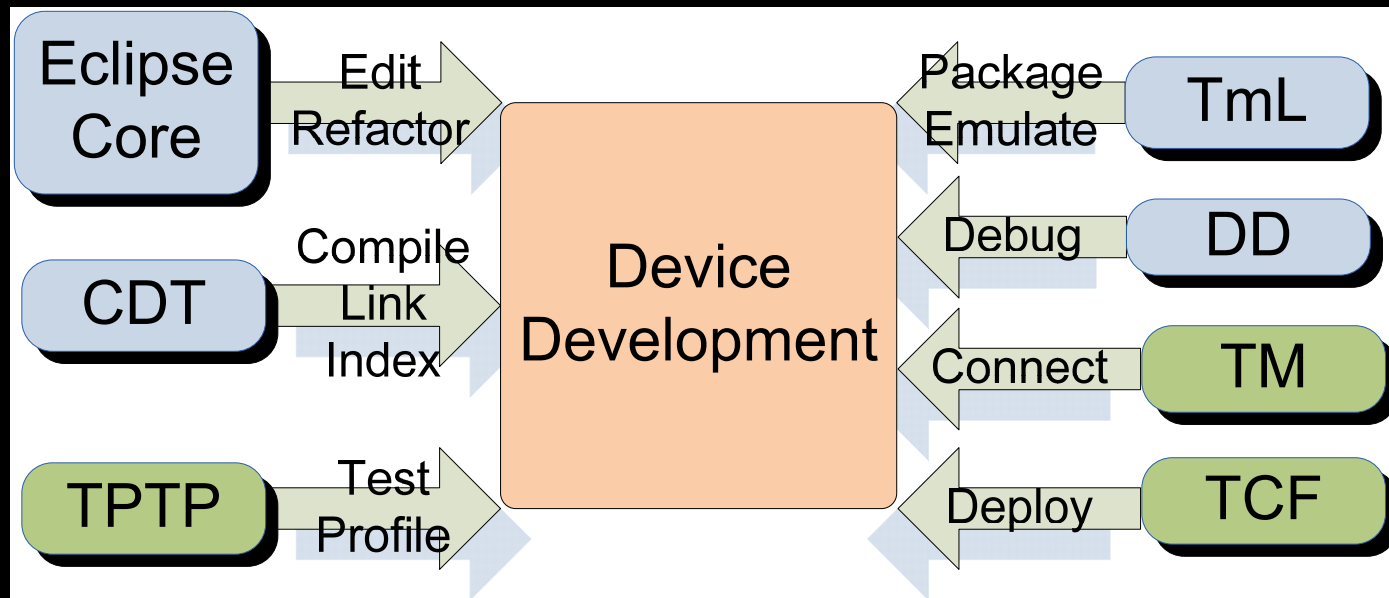 Eclipse
Core
Edit
Refactor
CDT
Compile
Link
Index
TPTP
Test
Profile
Device
Development
Package
Emulate
TmL
Debug
DD
Connect
TM
Deploy
TCF